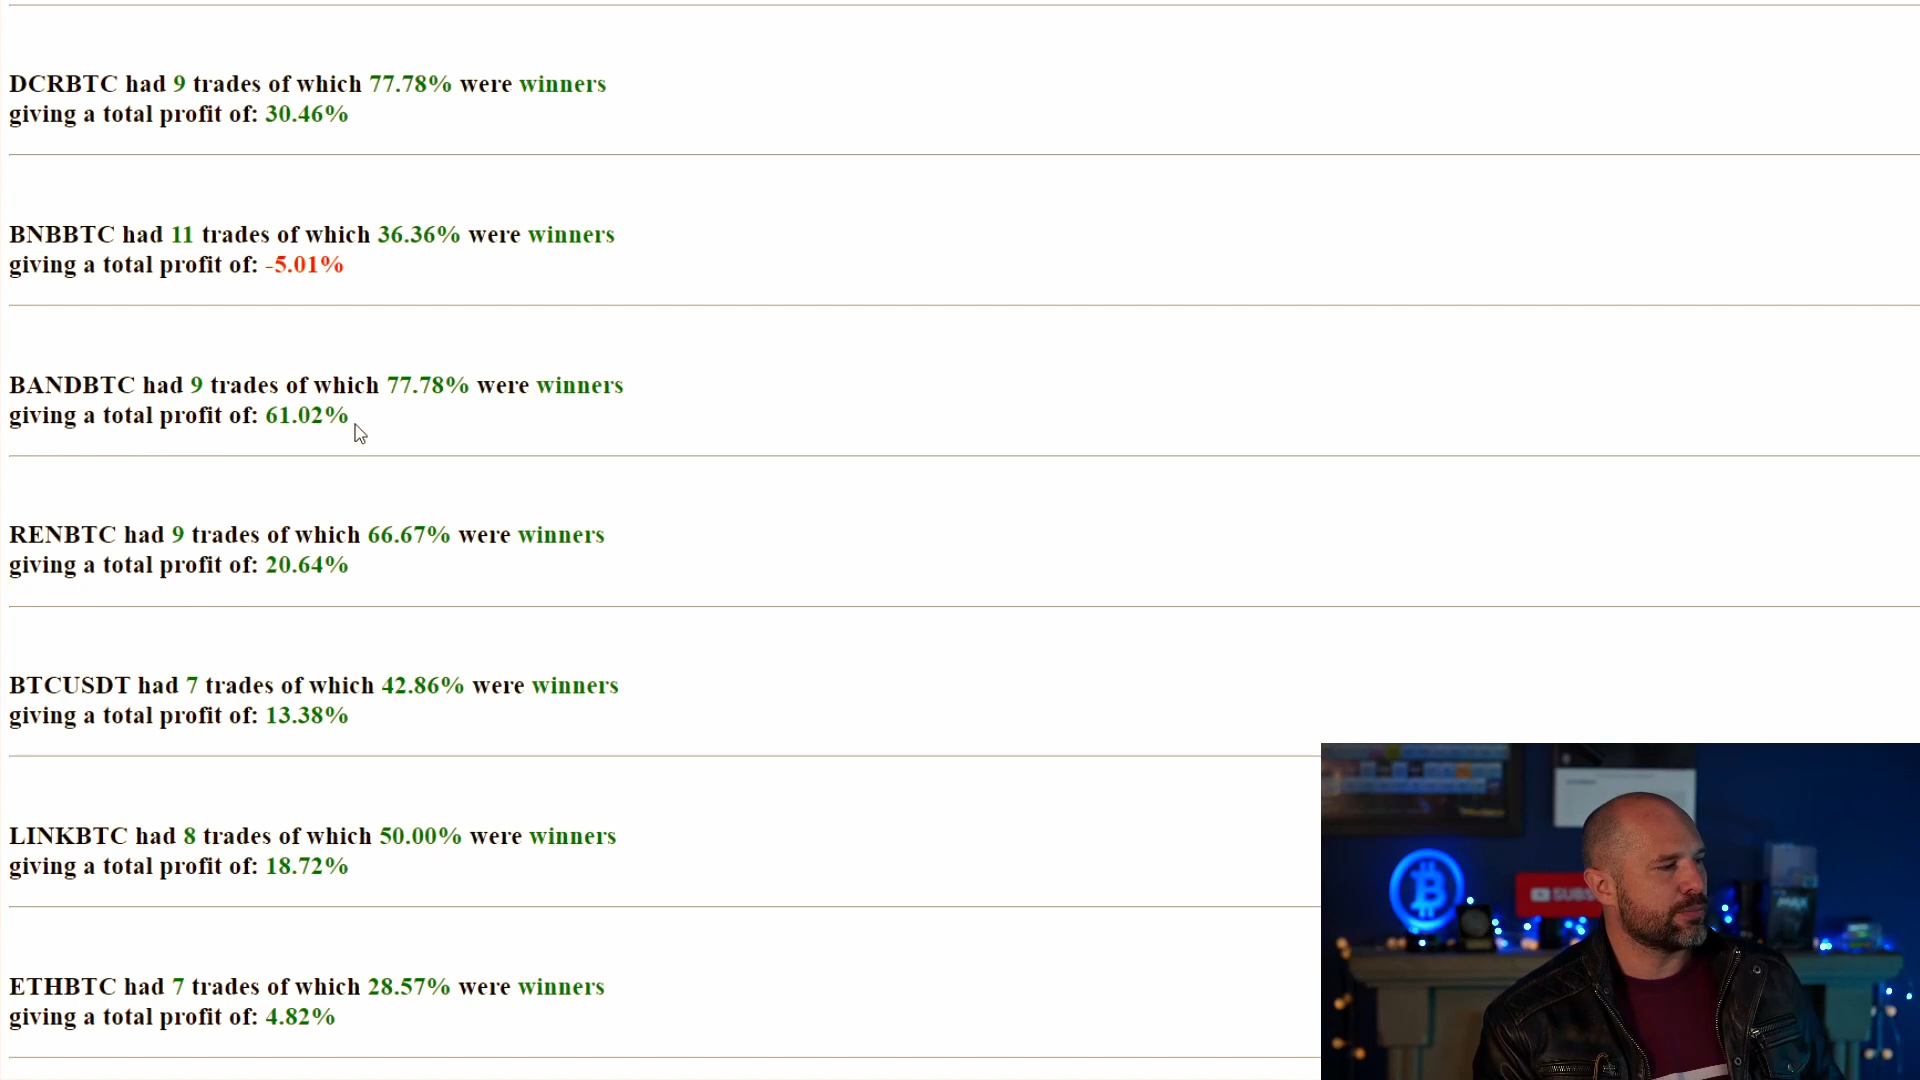 DCRBTC had 9 trades of which 77.78% were winners
giving a total profit of: 30.46%
BNBBTC had 11 trades of which 36.36% were winners
giving a total profit of: -5.01%
BANDBTC had 9 trades of which 77.78% were winners
giving a total profit of: 61.02%
RENBTC had 9 trades of which 66.67% were winners
giving a total profit of: 20.64%
BTCUSDT had 7 trades of which 42.86% were winners
giving a total profit of: 13.38%
LINKBTC had 8 trades of which 50.00% were winners
giving a total profit of: 18.72%
ETHBTC had 7 trades of which 28.57% were winners
giving a total profit of: 4.82%
SUBS
MAX